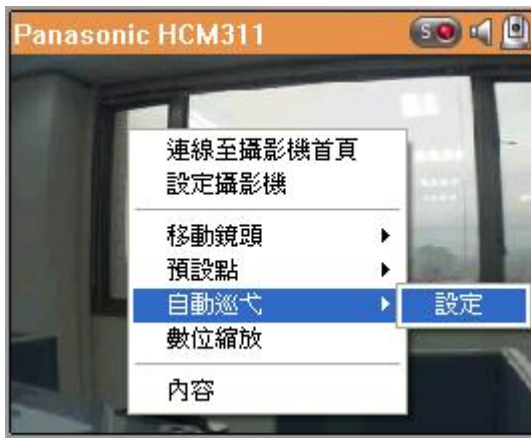 Panasonic HCM311
S
連線至攝影機首頁
設定攝影機
移動鏡頭
預設點
自動巡弋
設定
數位縮放
內容